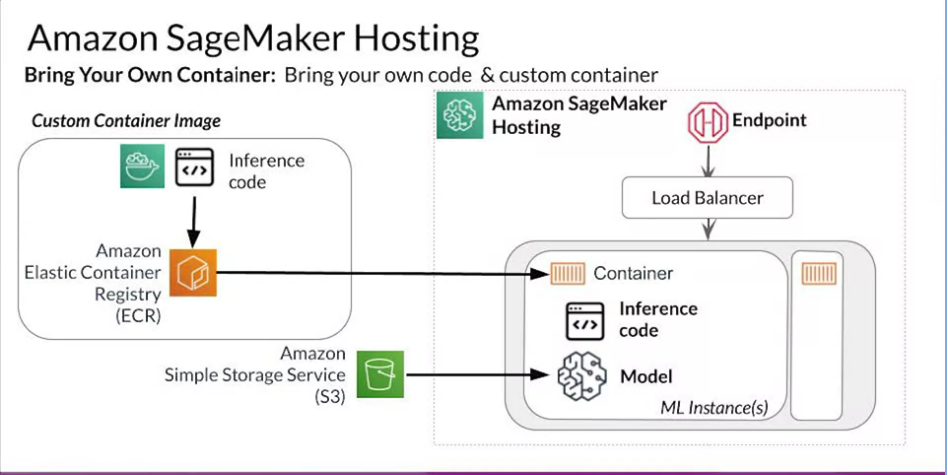 Amazon SageMaker Hosting
Bring Your Own Container: Bring your own code & custom container
Custom Container Image
Inference
code
Amazon
Elastic Container
Registry
(ECR)
Amazon
Simple Storage Service
(S3)
Amazon SageMaker
Hosting
Endpoint
Load Balancer
Container
Inference
code
Model
ML Instance(s)